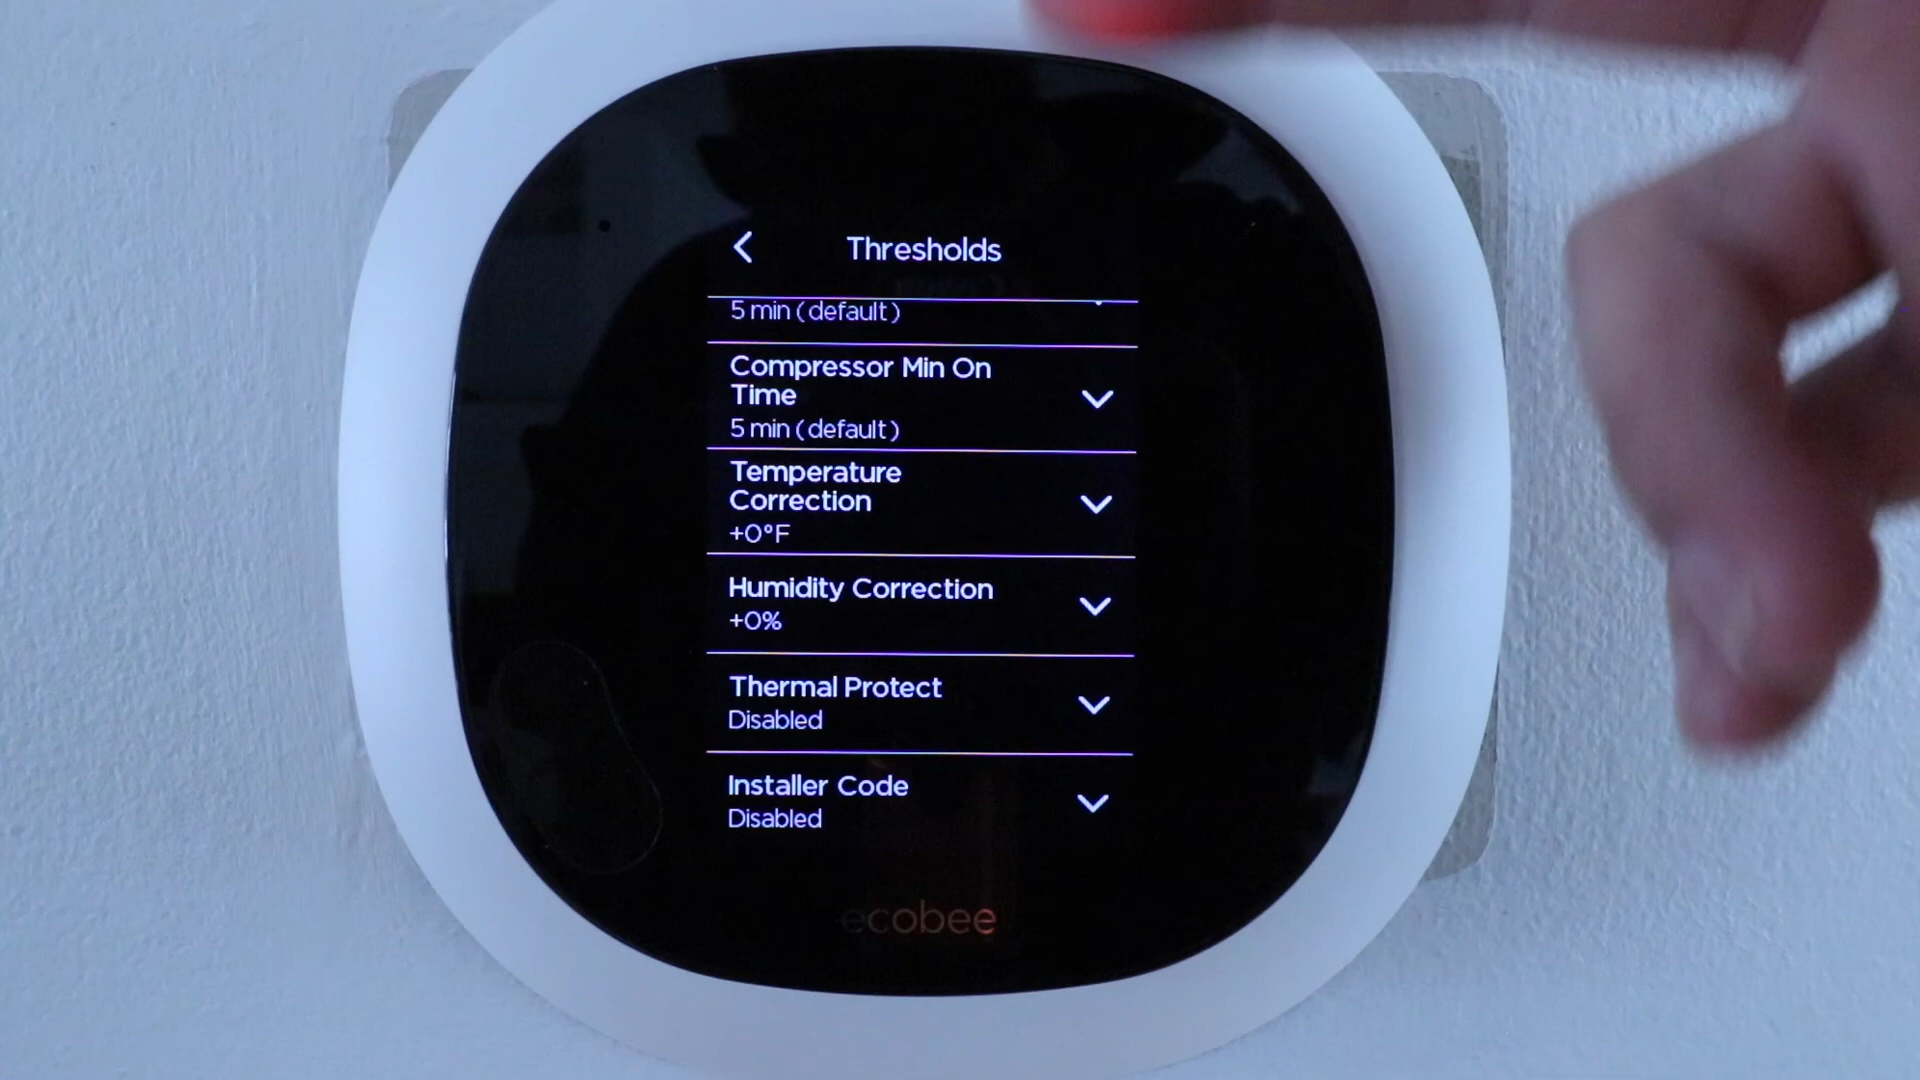 Thresholds
5 min (default)
Compressor Min On
Time
5 min (default)
Temperature
Correction
+0°F
Humidity Correction
+0%
Thermal Protect
Disabled
Installer Code
Disabled
ecobee